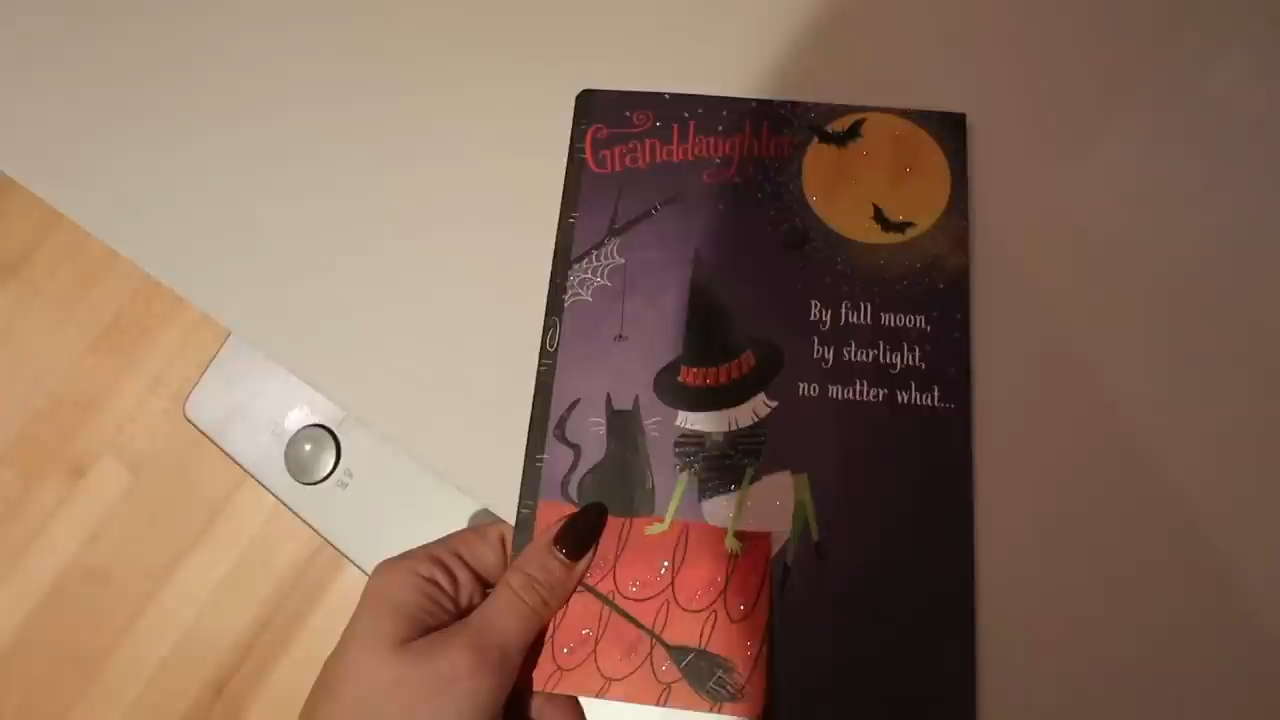 Granddaughter
By full moon,
by starlight,
no matter what...